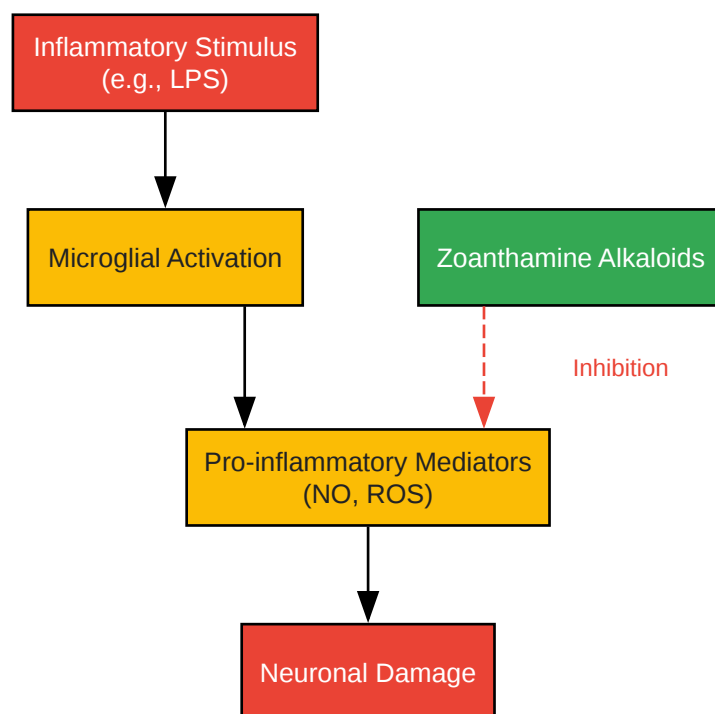 Inflammatory Stimulus
(e.g., LPS)
Microglial Activation
Zoanthamine Alkaloids
Inhibition
Pro-inflammatory Mediators
(NO, ROS)
Neuronal Damage